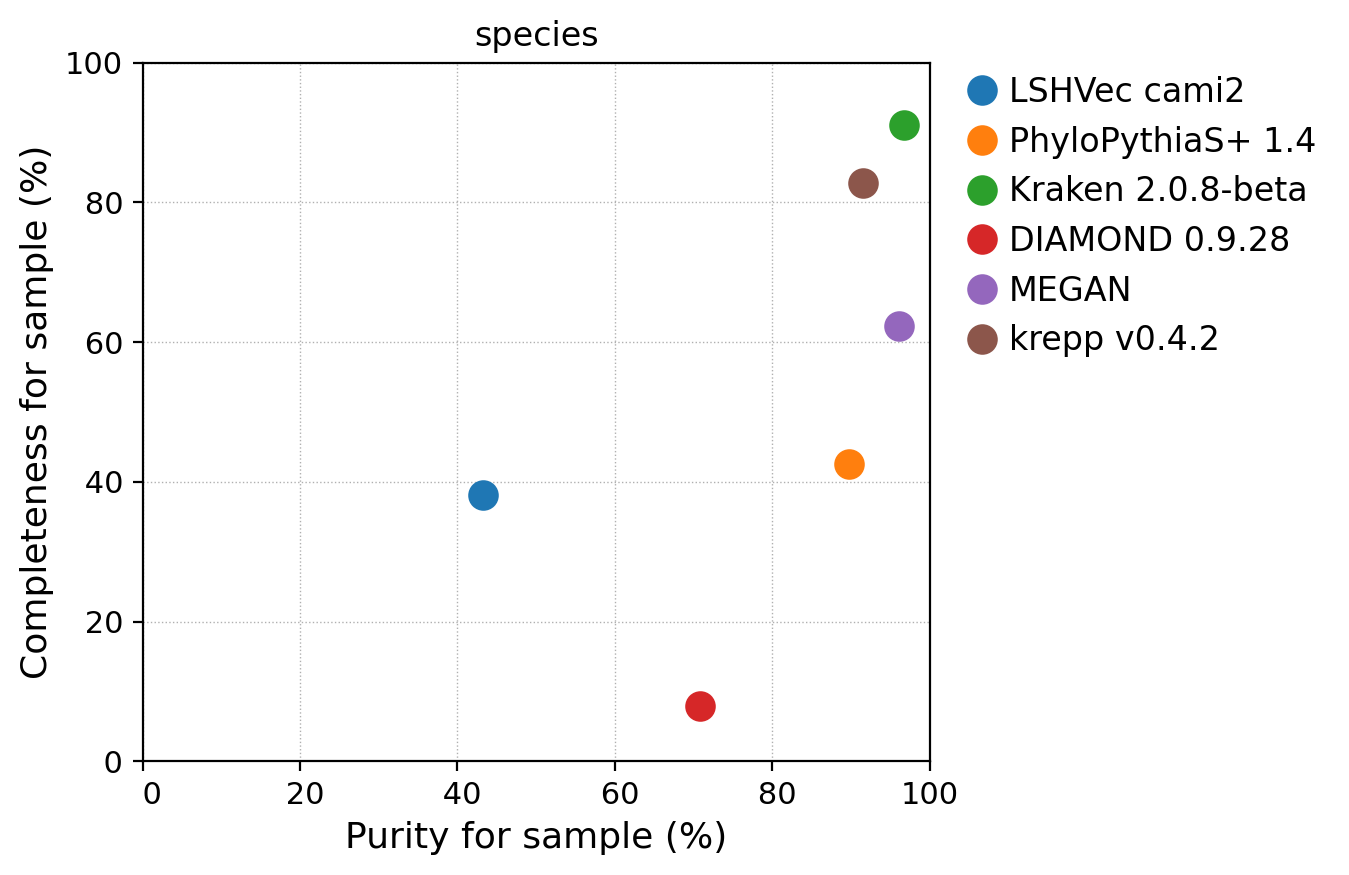 species
Completeness for sample (%)
100
80
60
40
20
0
0 20 40 60 80 100
Purity for sample (%)
LSHVec cami2
PhyloPythiaS+ 1.4
Kraken 2.0.8-beta
DIAMOND 0.9.28
MEGAN
krepp v0.4.2